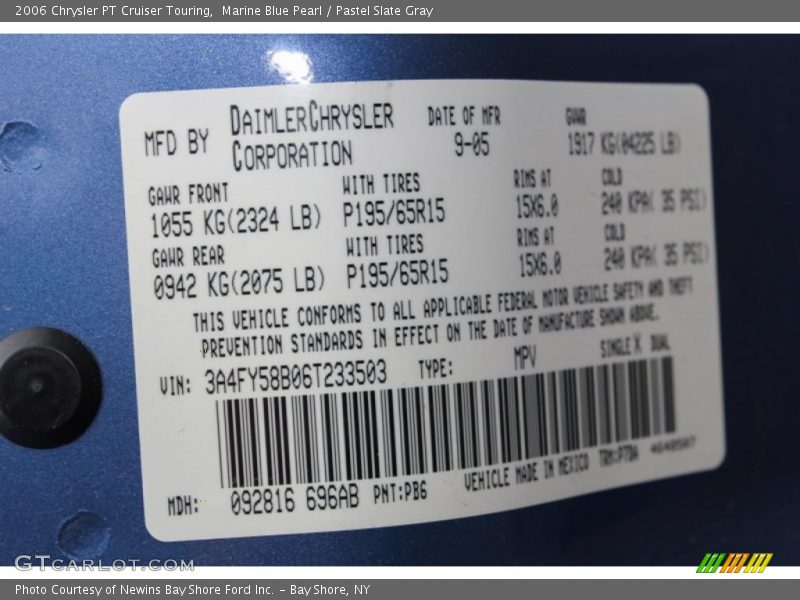 2006 Chrysler PT Cruiser Touring,  Marine Blue Pearl / Pastel Slate Gray
MFD BY DAIMLERCHRYSLER CORPORATION DATE OF MFR 9-05 GVWR 1917 KG(04225 LB)
GAWR FRONT WITH TIRES RIMS AT COLD
1055 KG(2324 LB) P195/65R15 15X6.0 240 KPA( 35 PSI)
GAWR REAR WITH TIRES RIMS AT COLD
0942 KG(2075 LB) P195/65R15 15X6.0 240 KPA( 35 PSI)
THIS VEHICLE CONFORMS TO ALL APPLICABLE FEDERAL MOTOR VEHICLE SAFETY AND THEFT
PREVENTION STANDARDS IN EFFECT ON THE DATE OF MANUFACTURE SHOWN ABOVE.
VIN: 3A4FY58B06T233503 TYPE: MPV SINGLE X DUAL
MDH: 092816 696AB PNT:PB6 VEHICLE MADE IN MEXICO TRM:PTDA
GTCARLOT.COM
Photo Courtesy of Newins Bay Shore Ford Inc. - Bay Shore, NY